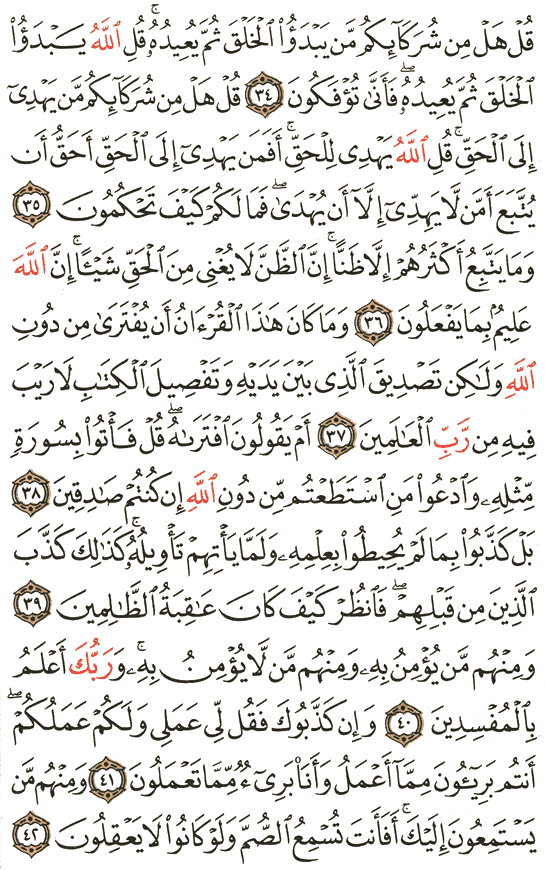 قُلۡ هَلۡ مِن شُرَكَآئِكُم مَّن يَبۡدَؤُاْ ٱلۡخَلۡقَ ثُمَّ يُعِيدُهُۥۚ قُلِ ٱللَّهُ يَبۡدَؤُاْ
ٱلۡخَلۡقَ ثُمَّ يُعِيدُهُۥۖ فَأَنَّىٰ تُؤۡفَكُونَ ٣٤ قُلۡ هَلۡ مِن شُرَكَآئِكُم مَّن يَهۡدِيٓ
إِلَى ٱلۡحَقِّۚ قُلِ ٱللَّهُ يَهۡدِي لِلۡحَقِّۗ أَفَمَن يَهۡدِيٓ إِلَى ٱلۡحَقِّ أَحَقُّ أَن
يُتَّبَعَ أَمَّن لَّا يَهِدِّيٓ إِلَّآ أَن يُهۡدَىٰۖ فَمَا لَكُمۡ كَيۡفَ تَحۡكُمُونَ ٣٥
وَمَا يَتَّبِعُ أَكۡثَرُهُمۡ إِلَّا ظَنًّاۚ إِنَّ ٱلظَّنَّ لَا يُغۡنِي مِنَ ٱلۡحَقِّ شَيۡـًٔاۚ إِنَّ ٱللَّهَ
عَلِيمُۢ بِمَا يَفۡعَلُونَ ٣٦ وَمَا كَانَ هَٰذَا ٱلۡقُرۡءَانُ أَن يُفۡتَرَىٰ مِن دُونِ
ٱللَّهِ وَلَٰكِن تَصۡدِيقَ ٱلَّذِي بَيۡنَ يَدَيۡهِ وَتَفۡصِيلَ ٱلۡكِتَٰبِ لَا رَيۡبَ
فِيهِ مِن رَّبِّ ٱلۡعَٰلَمِينَ ٣٧ أَمۡ يَقُولُونَ ٱفۡتَرَىٰهُۖ قُلۡ فَأۡتُواْ بِسُورَةٖ
مِّثۡلِهِۦ وَٱدۡعُواْ مَنِ ٱسۡتَطَعۡتُم مِّن دُونِ ٱللَّهِ إِن كُنتُمۡ صَٰدِقِينَ ٣٨
بَلۡ كَذَّبُواْ بِمَا لَمۡ يُحِيطُواْ بِعِلۡمِهِۦ وَلَمَّا يَأۡتِهِمۡ تَأۡوِيلُهُۥۚ كَذَٰلِكَ كَذَّبَ
ٱلَّذِينَ مِن قَبۡلِهِمۡۖ فَٱنظُرۡ كَيۡفَ كَانَ عَٰقِبَةُ ٱلظَّٰلِمِينَ ٣٩
وَمِنۡهُم مَّن يُؤۡمِنُ بِهِۦ وَمِنۡهُم مَّن لَّا يُؤۡمِنُ بِهِۦۚ وَرَبُّكَ أَعۡلَمُ
بِٱلۡمُفۡسِدِينَ ٤٠ وَإِن كَذَّبُوكَ فَقُل لِّي عَمَلِي وَلَكُمۡ عَمَلُكُمۡۖ
أَنتُم بَرِيٓـُٔونَ مِمَّآ أَعۡمَلُ وَأَنَا۠ بَرِيٓءٞ مِّمَّا تَعۡمَلُونَ ٤١ وَمِنۡهُم مَّن
يَسۡتَمِعُونَ إِلَيۡكَۚ أَفَأَنتَ تُسۡمِعُ ٱلصُّمَّ وَلَوۡ كَانُواْ لَا يَعۡقِلُونَ ٤٢